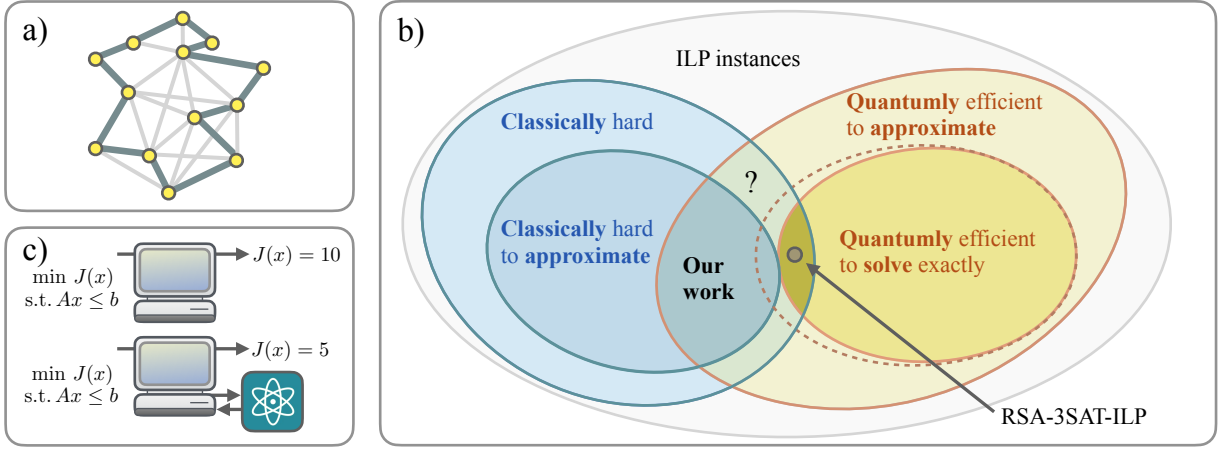 a)
b)
ILP instances
Classically hard
Quantumly efficient
to approximate
?
Classically hard
to approximate
Our
work
Quantumly efficient
to solve exactly
RSA-3SAT-ILP
c)
min J(x)
s.t. Ax ≤ b
J(x) = 10
min J(x)
s.t. Ax ≤ b
J(x) = 5